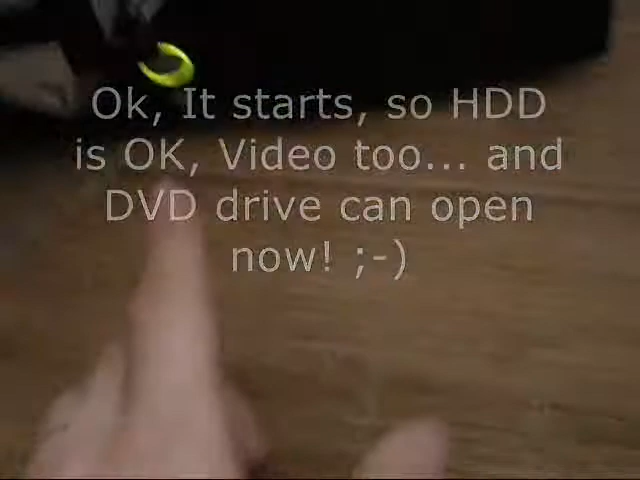 Ok, It starts, so HDD
is OK, Video too... and
DVD drive can open
now! ;-)